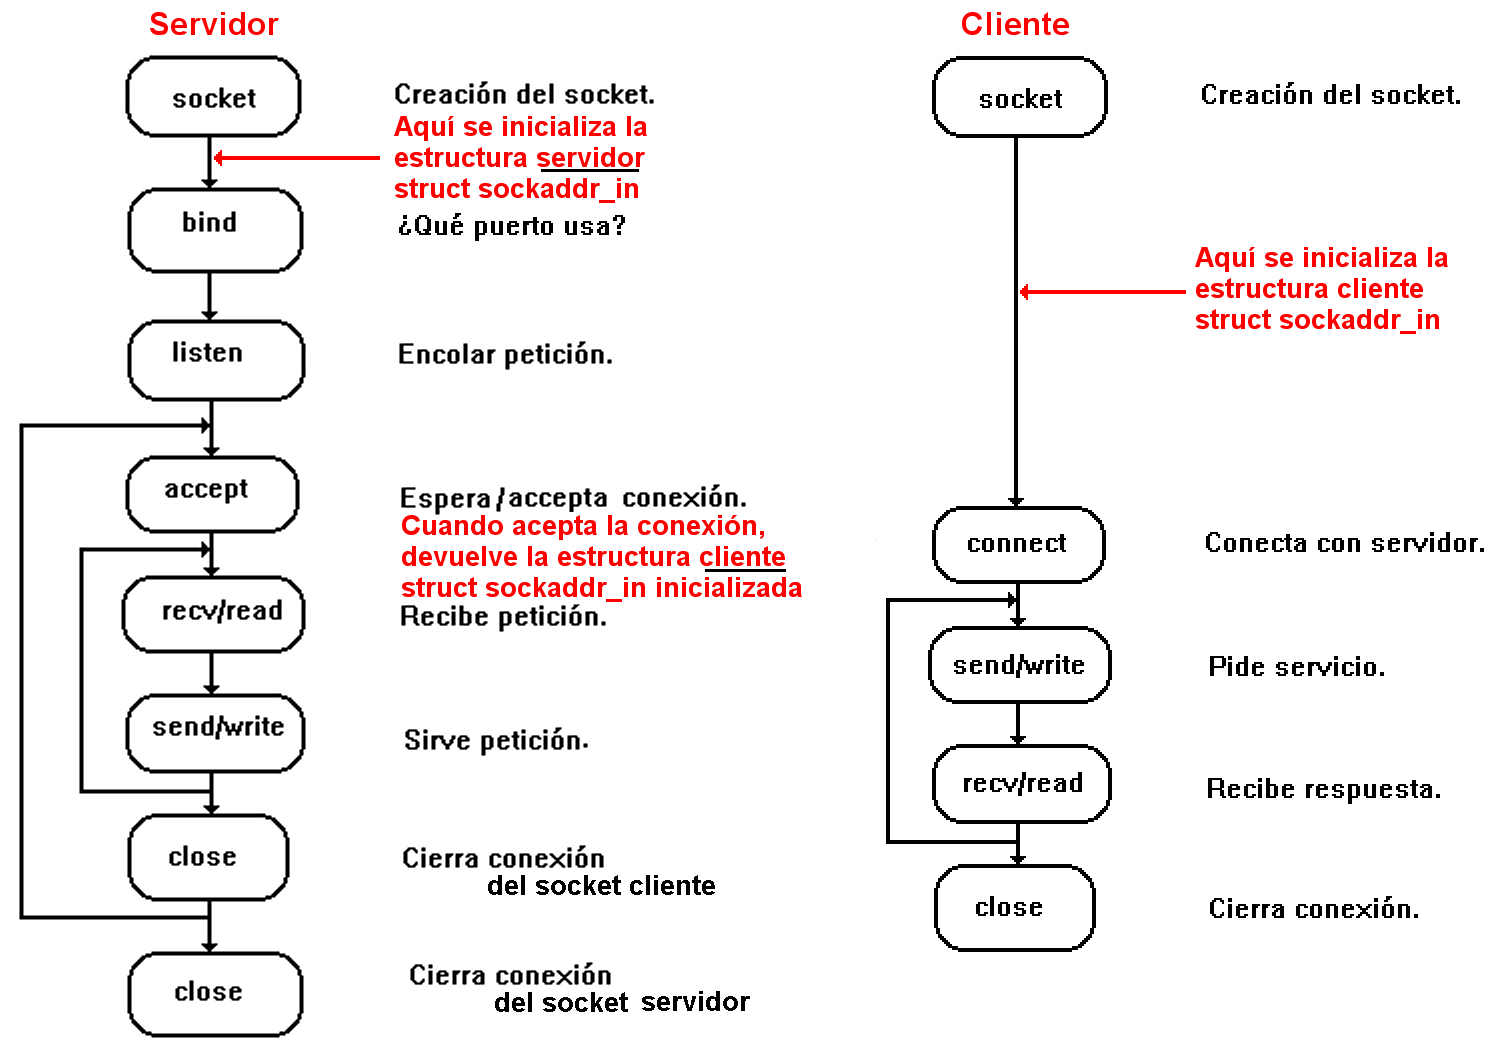 Servidor
socket
Creación del socket.
Aquí se inicializa la
estructura servidor
struct sockaddr_in
bind
¿Qué puerto usa?
listen
Encolar petición.
accept
Espera/accepta conexión.
Cuando acepta la conexión,
devuelve la estructura cliente
struct sockaddr_in inicializada
recv/read
Recibe petición.
send/write
Sirve petición.
close
Cierra conexión
del socket cliente
close
Cierra conexión
del socket servidor
Cliente
socket
Creación del socket.
Aquí se inicializa la
estructura cliente
struct sockaddr_in
connect
Conecta con servidor.
send/write
Pide servicio.
recv/read
Recibe respuesta.
close
Cierra conexión.